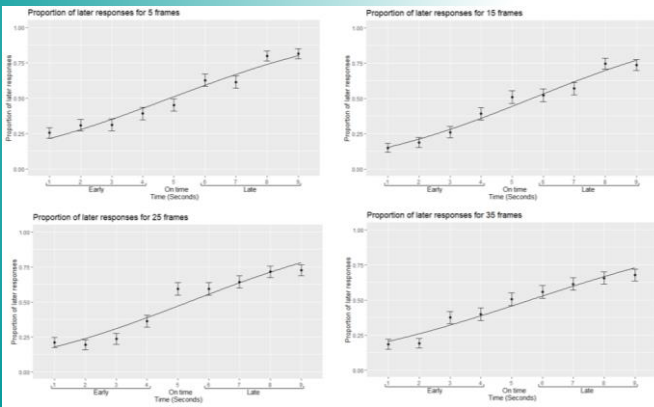 Proportion of later responses for 5 frames
Proportion of later responses
1.00
0.75
0.50
0.25
0.00
1 2 3 4 5 6 7 8 9
Early On time Late
Time (Seconds)
Proportion of later responses for 15 frames
Proportion of later responses
1.00
0.75
0.50
0.25
0.00
1 2 3 4 5 6 7 8 9
Early On time Late
Time (Seconds)
Proportion of later responses for 25 frames
Proportion of later responses
1.00
0.75
0.50
0.25
0.00
1 2 3 4 5 6 7 8 9
Early On time Late
Time (Seconds)
Proportion of later responses for 35 frames
Proportion of later responses
1.00
0.75
0.50
0.25
0.00
1 2 3 4 5 6 7 8 9
Early On time Late
Time (Seconds)